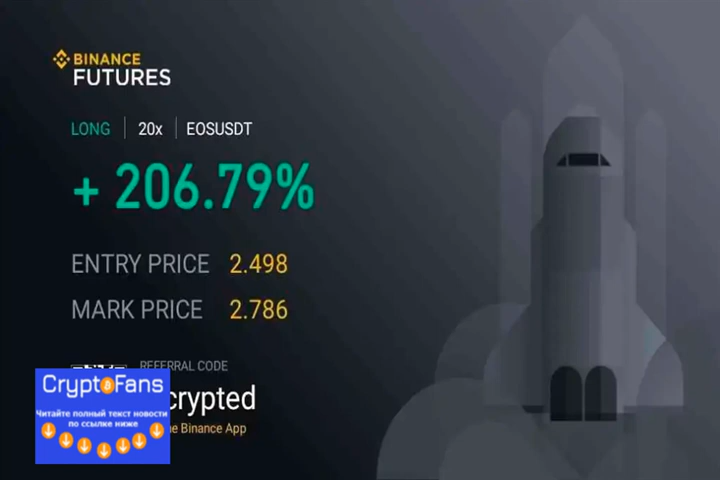 BINANCE
FUTURES
LONG | 20x | EOSUSDT
+ 206.79%
ENTRY PRICE 2.498
MARK PRICE 2.786
REFERRAL CODE
crypted
Binance App
CryptoFans
Читайте полный текст новости
по ссылке ниже